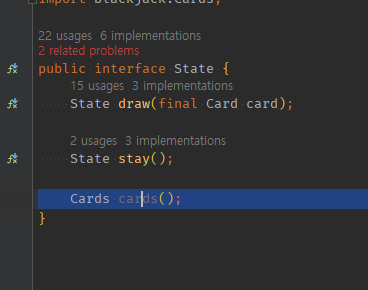 import blackjack.Cards;
22 usages 6 implementations
2 related problems
public interface State {
15 usages 3 implementations
State draw(final Card card);
2 usages 3 implementations
State stay();
Cards cards();
}